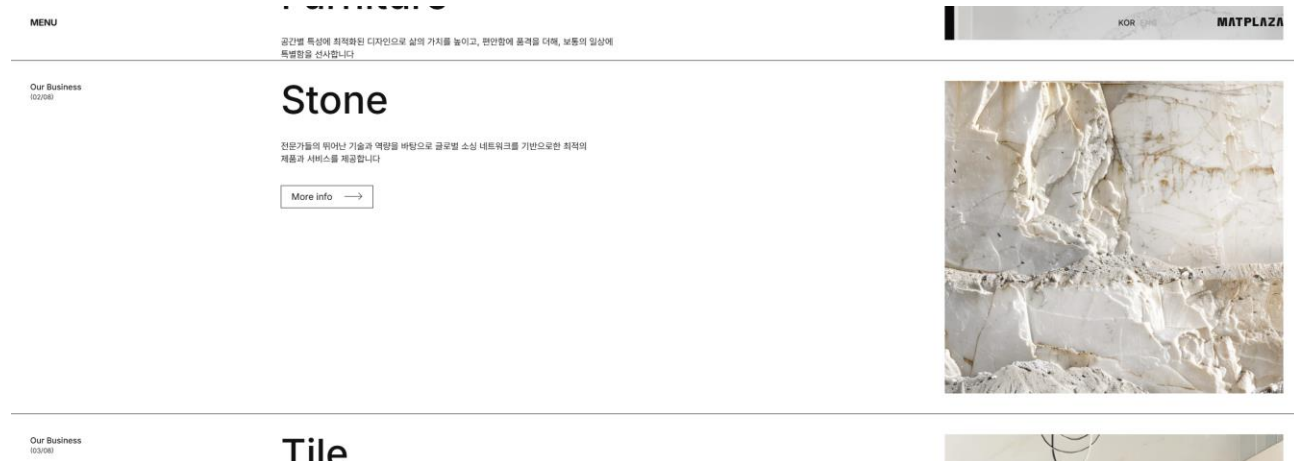 Furniture
MENU
KOR ENG
MATPLAZA
공간별 특성에 최적화된 디자인으로 삶의 가치를 높이고, 편안함에 품격을 더해, 보통의 일상에
특별함을 선사합니다
Our Business
(02/08)
Stone
전문가들의 뛰어난 기술과 역량을 바탕으로 글로벌 소싱 네트워크를 기반으로한 최적의
제품과 서비스를 제공합니다
More info →
Our Business
(03/08)
Tile